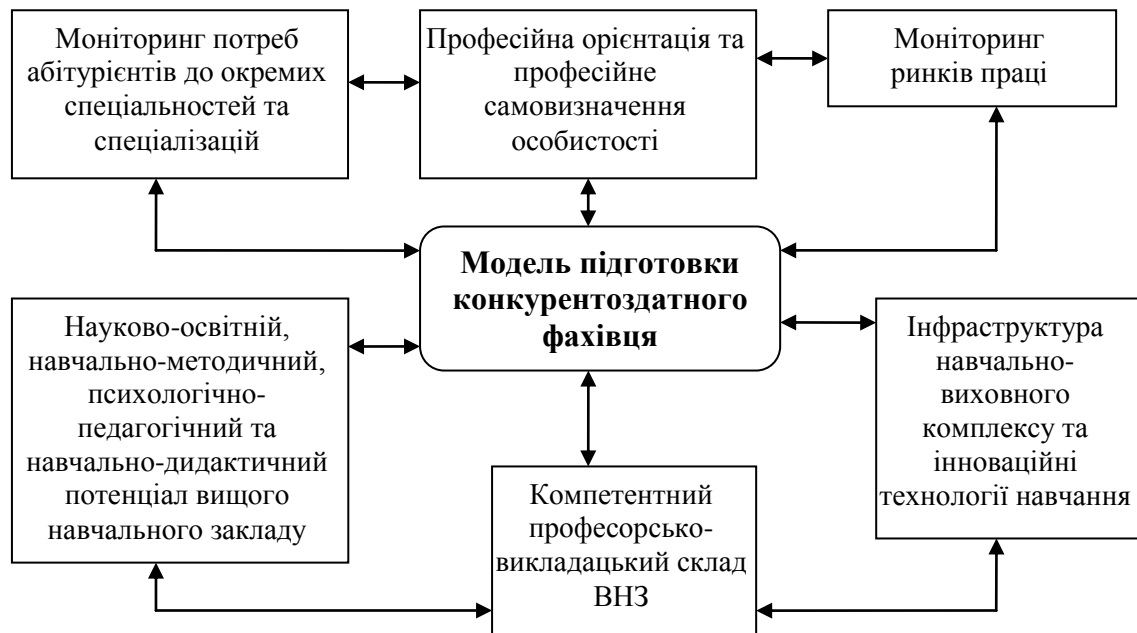 Моніторинг потреб
абітурієнтів до окремих
спеціальностей та
спеціалізацій
Професійна орієнтація та
професійне
самовизначення
особистості
Моніторинг
ринків праці
Модель підготовки
конкурентоздатного
фахівця
Науково-освітній,
навчально-методичний,
психологічно-
педагогічний та
навчально-дидактичний
потенціал вищого
навчального закладу
Інфраструктура
навчально-
виховного
комплексу та
інноваційні
технології навчання
Компетентний
професорсько-
викладацький склад
ВНЗ